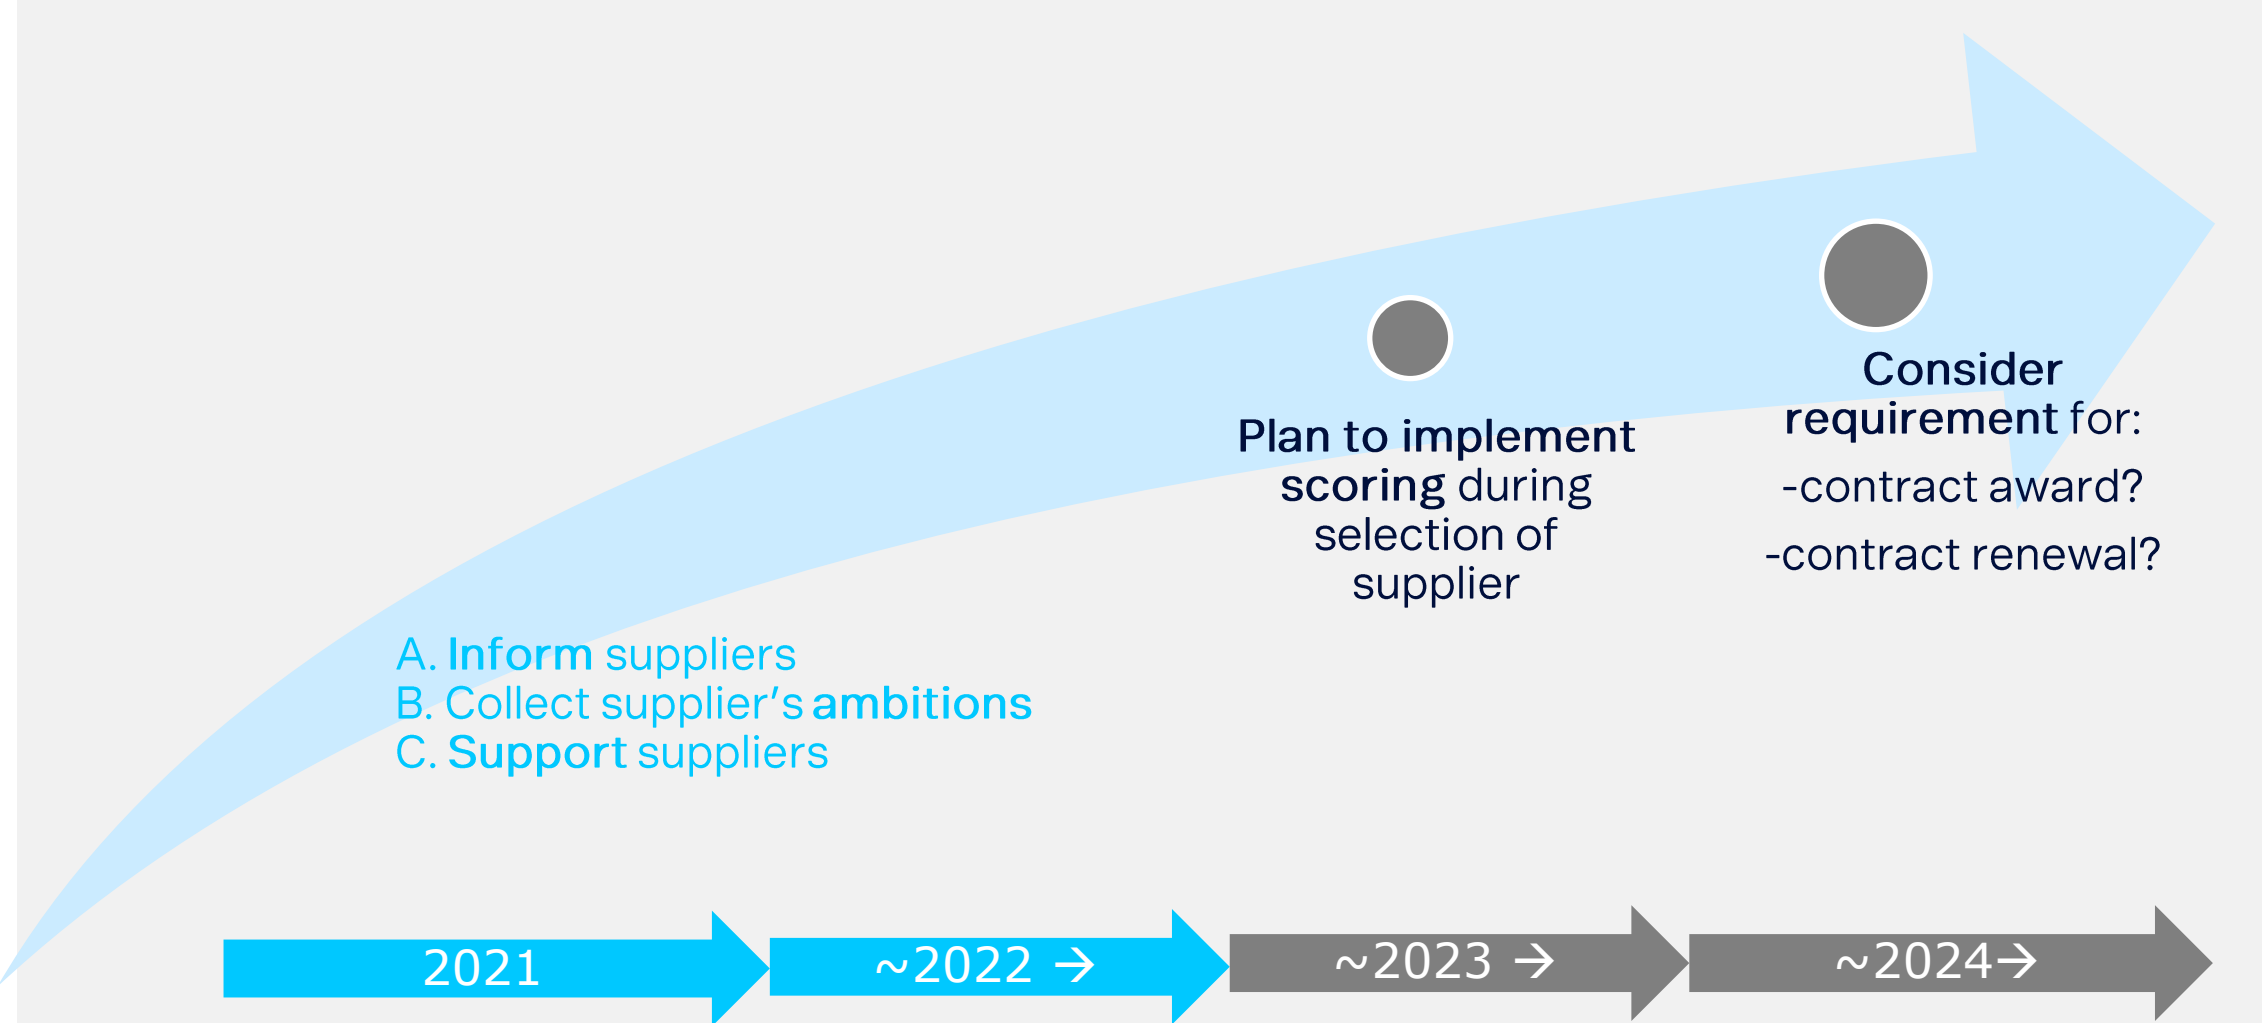 Consider
requirement for:
-contract award?
-contract renewal?
Plan to implement
scoring during
selection of
supplier
A. Inform suppliers
B. Collect supplier’s ambitions
C. Support suppliers
2021
~2022 →
~2023 →
~2024→